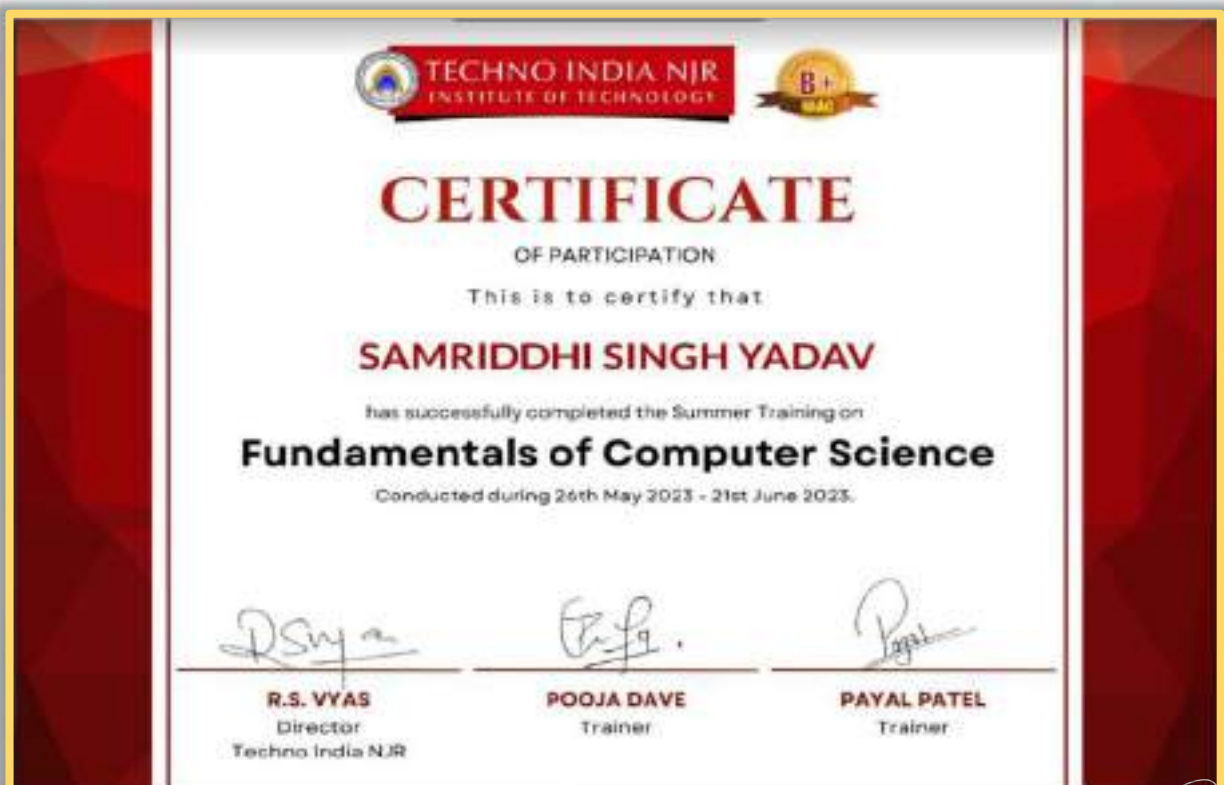 TECHNO INDIA NJR
INSTITUTE OF TECHNOLOGY
B+
NAAC
CERTIFICATE
OF PARTICIPATION
This is to certify that
SAMRIDDHI SINGH YADAV
has successfully completed the Summer Training on
Fundamentals of Computer Science
Conducted during 26th May 2023 - 21st June 2023.
R.S. VYAS
Director
Techno India NJR
POOJA DAVE
Trainer
PAYAL PATEL
Trainer